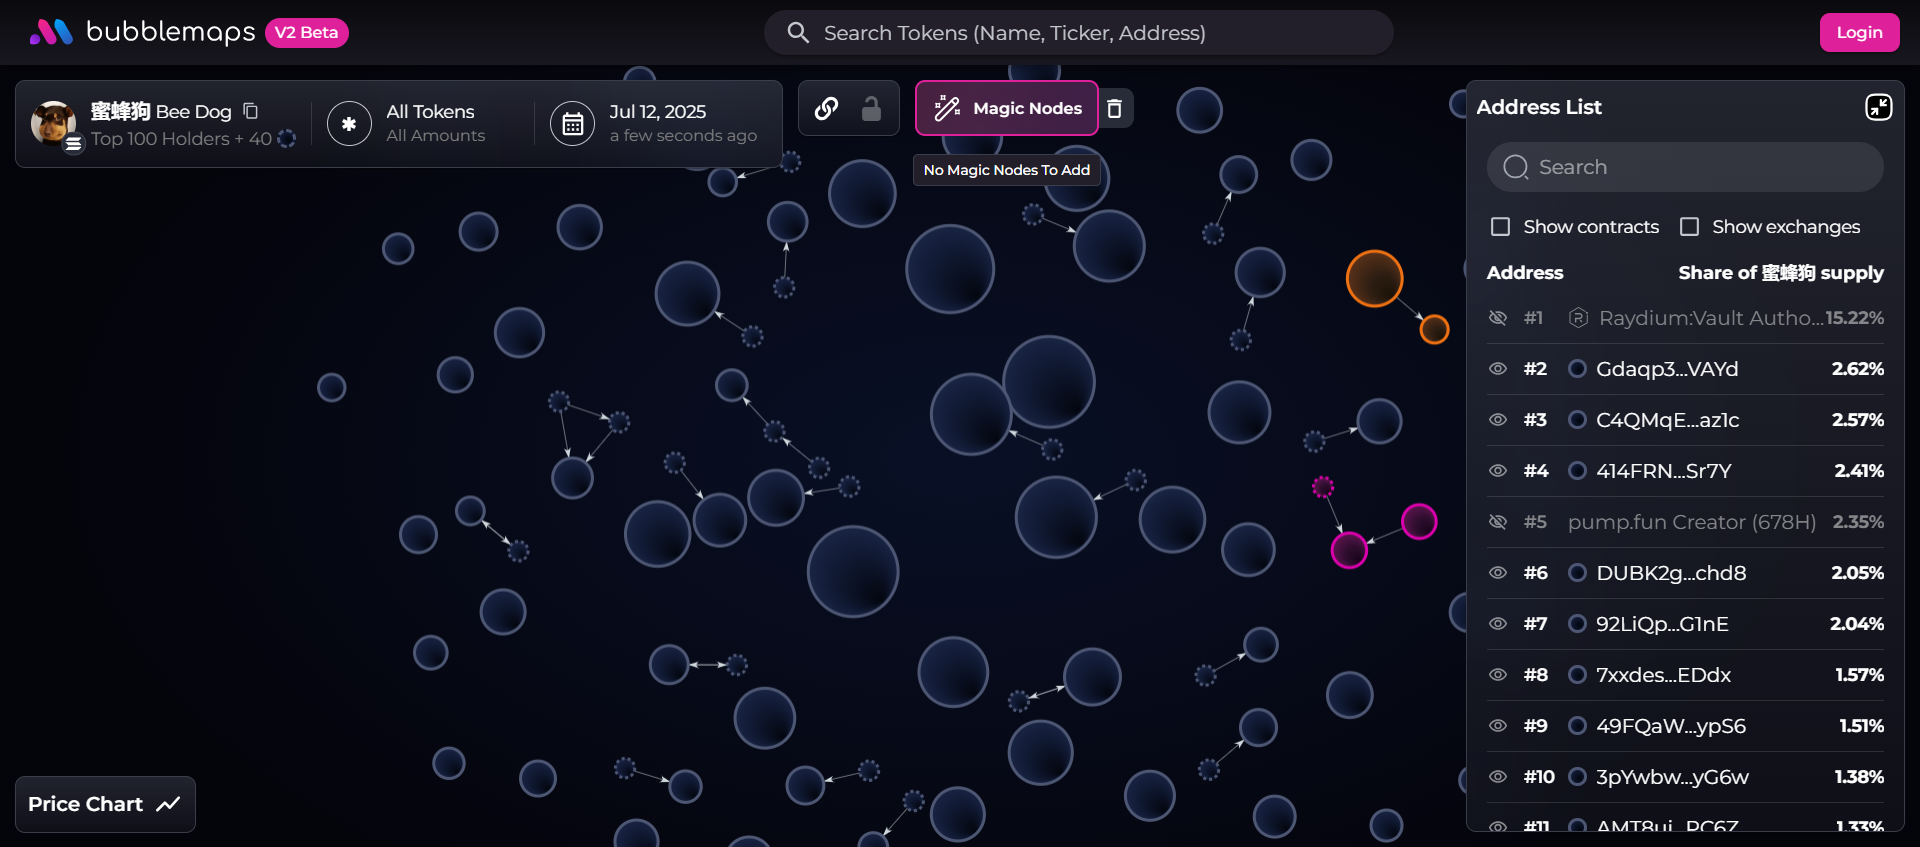 bubblemaps V2 Beta
Search Tokens (Name, Ticker, Address)
Login
蜜蜂狗 Bee Dog
Top 100 Holders + 40
All Tokens
All Amounts
Jul 12, 2025
a few seconds ago
Magic Nodes
No Magic Nodes To Add
Address List
Search
Show contracts
Show exchanges
Address
Share of 蜜蜂狗 supply
#1 Raydium:Vault Autho... 15.22%
#2 Gdaqp3...VAYd 2.62%
#3 C4QMqE...az1c 2.57%
#4 414FRN...Sr7Y 2.41%
#5 pump.fun Creator (678H) 2.35%
#6 DUBK2g...chd8 2.05%
#7 92LiQp...G1nE 2.04%
#8 7xxdes...EDdx 1.57%
#9 49FQaW...ypS6 1.51%
#10 3pYwbw...yG6w 1.38%
#11 1.33%
Price Chart